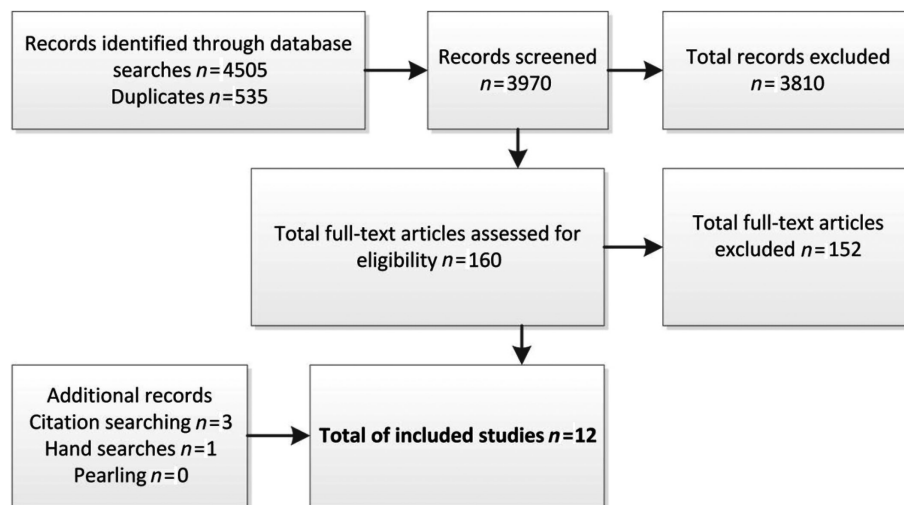 Records identified through database
searches n=4505
Duplicates n=535
Records screened
n=3970
Total records excluded
n=3810
Total full-text articles assessed for
eligibility n=160
Total full-text articles
excluded n=152
Additional records
Citation searching n=3
Hand searches n=1
Pearling n=0
Total of included studies n=12